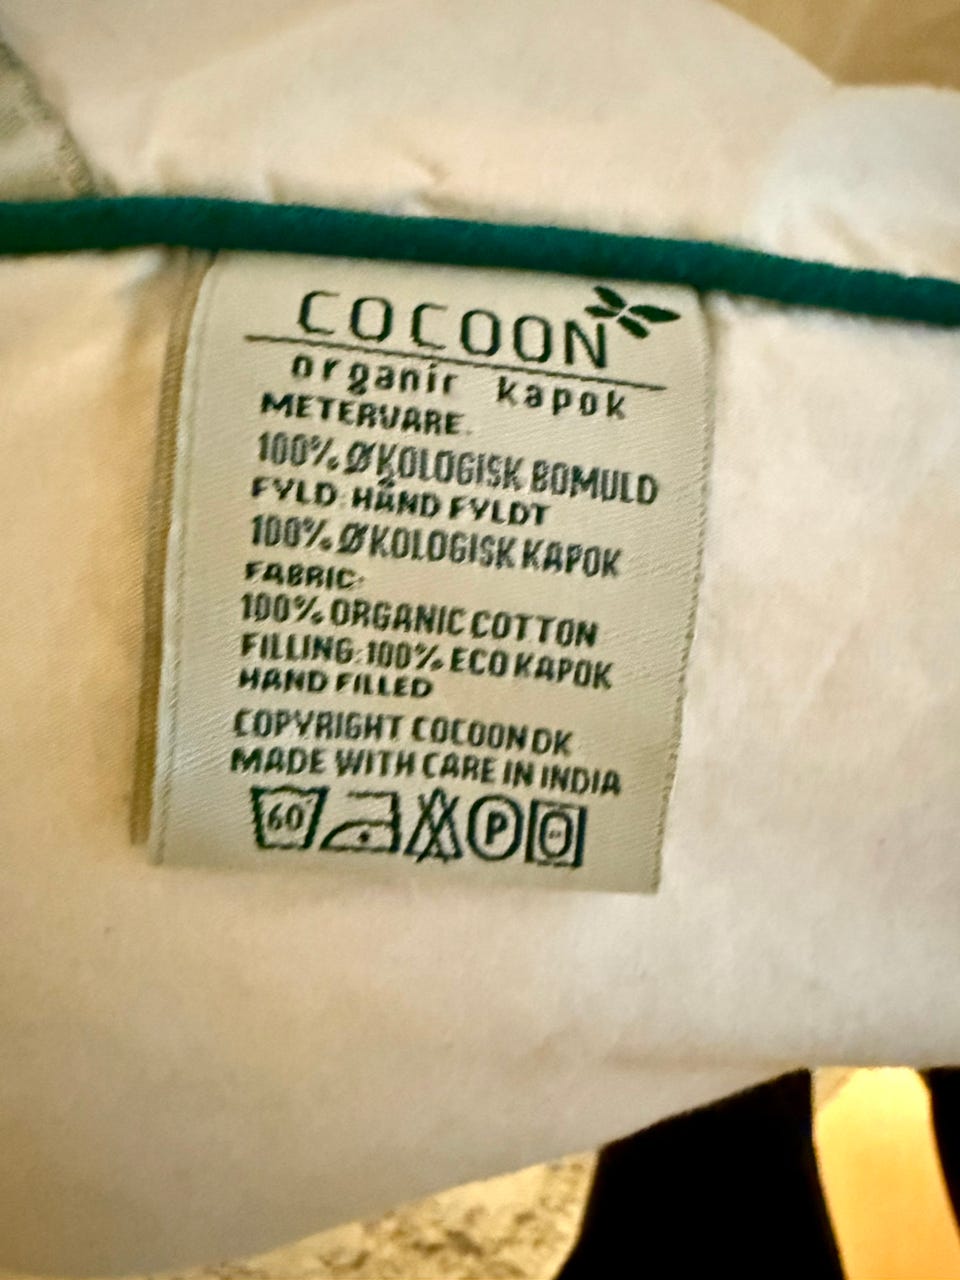 COCOON
organic kapok
METERVARE:
100% ØKOLOGISK BOMULD
FYLD: HÅND FYLDT
100% ØKOLOGISK KAPOK
FABRIC:
100% ORGANIC COTTON
FILLING: 100% ECO KAPOK
HAND FILLED
COPYRIGHT COCOON DK
MADE WITH CARE IN INDIA
60 P